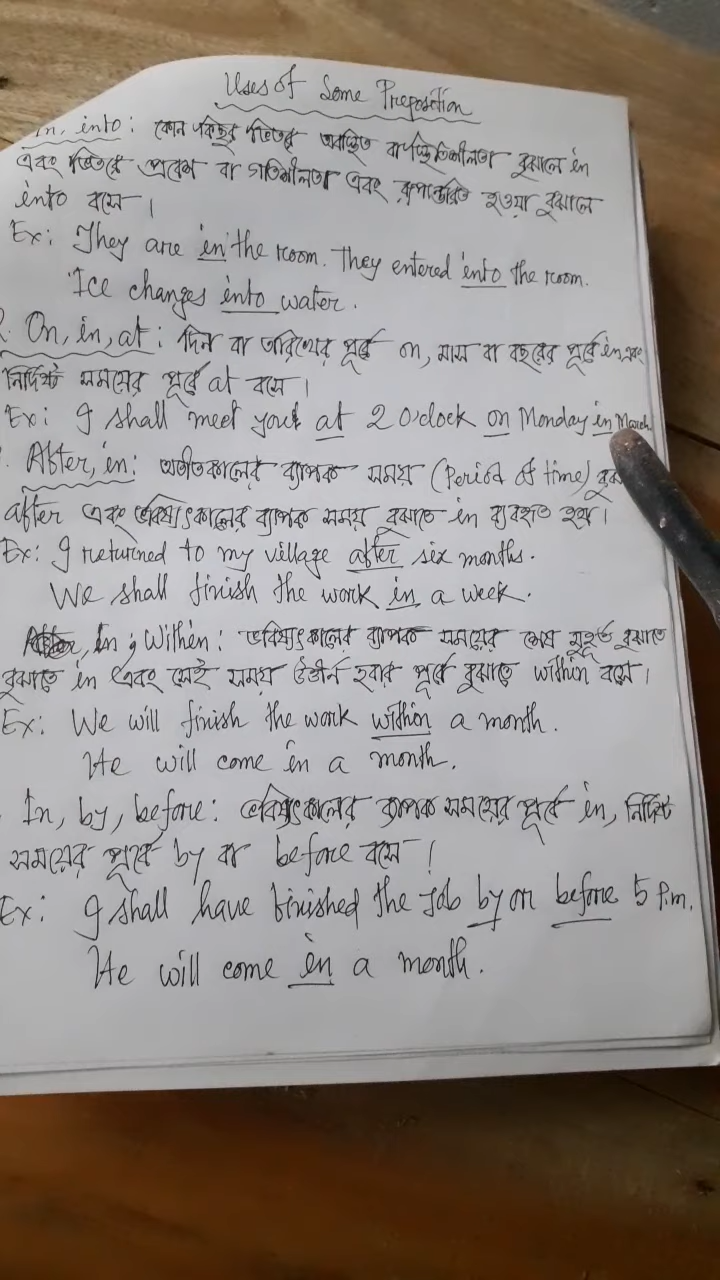 Uses of Some Preposition
In, into: কোন কিছুর ভিতরে অবস্থিত বা স্থিতিশীলতা বুঝালে in
এবং ভিতরে প্রবেশ বা গতিশীলতা এবং রূপান্তরিত হওয়া বুঝালে
into বসে।
Ex: They are in the room. They entered into the room.
Ice changes into water.
2. On, in, at: দিন বা তারিখের পূর্বে on, মাস বা বছরের পূর্বে in এবং
নির্দিষ্ট সময়ের পূর্বে at বসে।
Ex: I shall meet you at 2 O'clock on Monday in March
After, in: অতীতকালের ব্যাপক সময় (Period of time)
after এবং ভবিষ্যৎকালের ব্যাপক সময় বুঝাতে in ব্যবহৃত হয়।
Ex: I returned to my village after six months.
We shall finish the work in a week.
In, Within: ভবিষ্যৎকালের ব্যাপক সময়ের শেষ মুহূর্ত বুঝাতে
বুঝাতে in এবং সেই সময় উত্তীর্ন হবার পূর্বে বুঝাতে within বসে।
Ex: We will finish the work within a month.
He will come in a month.
In, by, before: ভবিষ্যৎকালের ব্যাপক সময়ের পূর্বে in, নির্দিষ্ট
সময়ের পূর্বে by বা before বসে।
Ex: I shall have finished the job by or before 5 P.m.
He will come in a month.